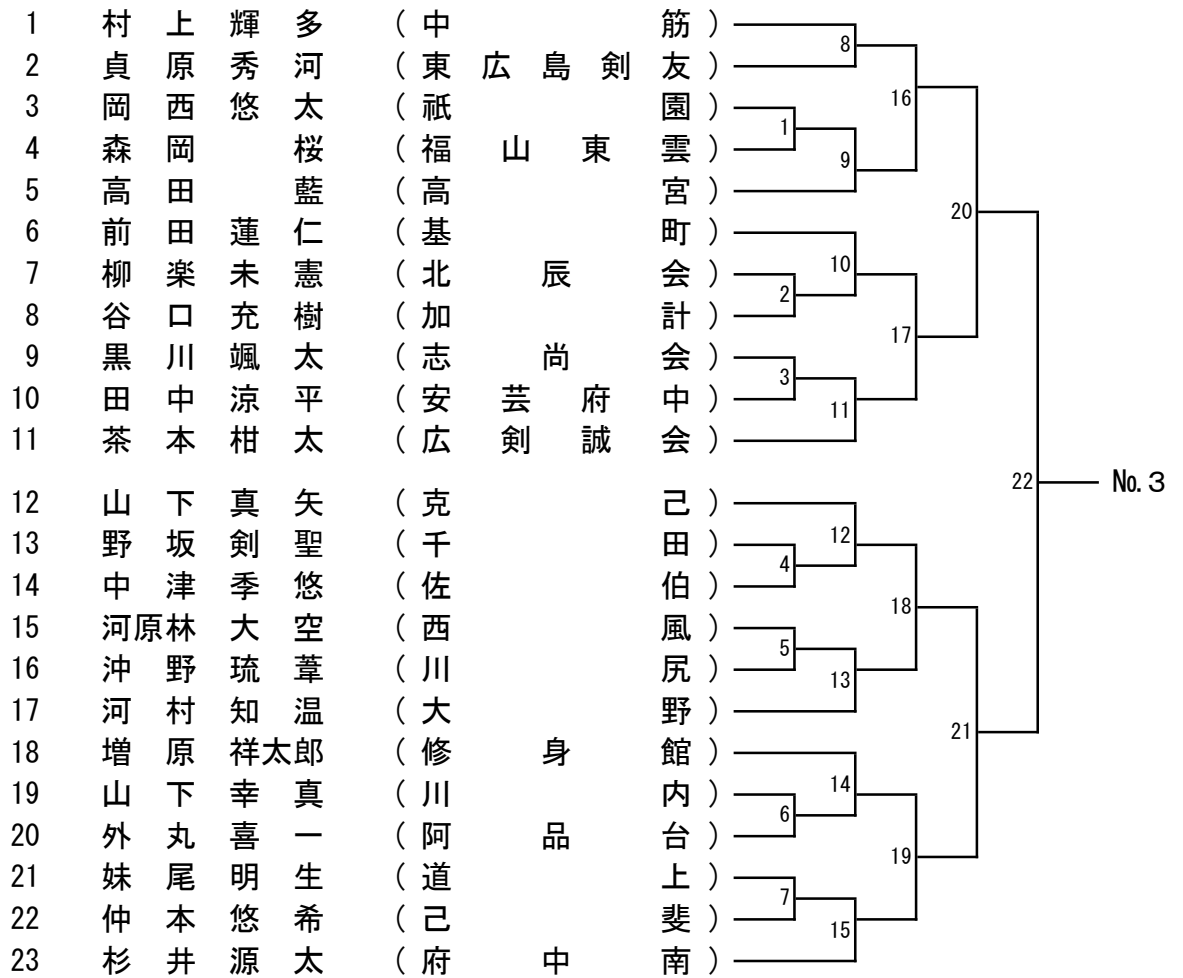 1 村上輝多 (中筋)
2 貞原秀河 (東広島剣友)
3 岡西悠太 (祇園)
4 森岡桜 (福山東雲)
5 高田藍 (高宮)
6 前田蓮仁 (基町)
7 柳楽未憲 (北辰会)
8 谷口充樹 (加計)
9 黒川颯太 (志尚会)
10 田中涼平 (安芸府中)
11 茶本柑太 (広剣誠会)
12 山下真矢 (克己)
13 野坂剣聖 (千田)
14 中津季悠 (佐伯)
15 河原林大空 (西風)
16 沖野琉葦 (川尻)
17 河村知温 (大野)
18 増原祥太郎 (修身館)
19 山下幸真 (川内)
20 外丸喜一 (阿品台)
21 妹尾明生 (道上)
22 仲本悠希 (己斐)
23 杉井源太 (府中南)
1
2
3
4
5
6
7
8
9
10
11
12
13
14
15
16
17
18
19
20
21
22
№.3